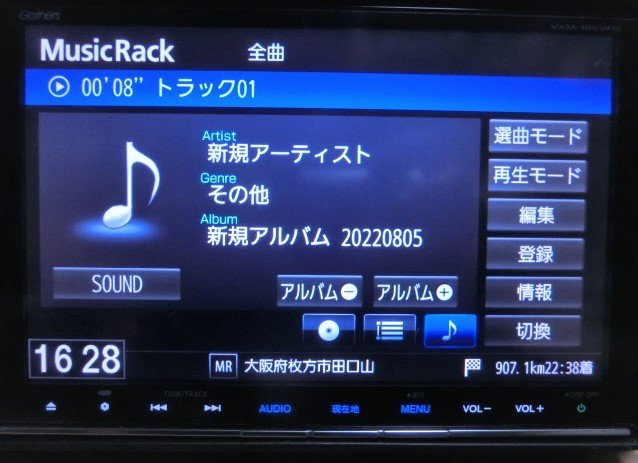 Gathers
MusicRack 全曲
00'08" トラック01
Artist
新規アーティスト
Genre
その他
Album
新規アルバム 20220805
選曲モード
再生モード
編集
登録
情報
切換
SOUND
アルバム－
アルバム＋
16 28
MR 大阪府枚方市田口山
907.1km22:38着
TUNE/TRACK
AUDIO 現在地 MENU VOL− VOL+